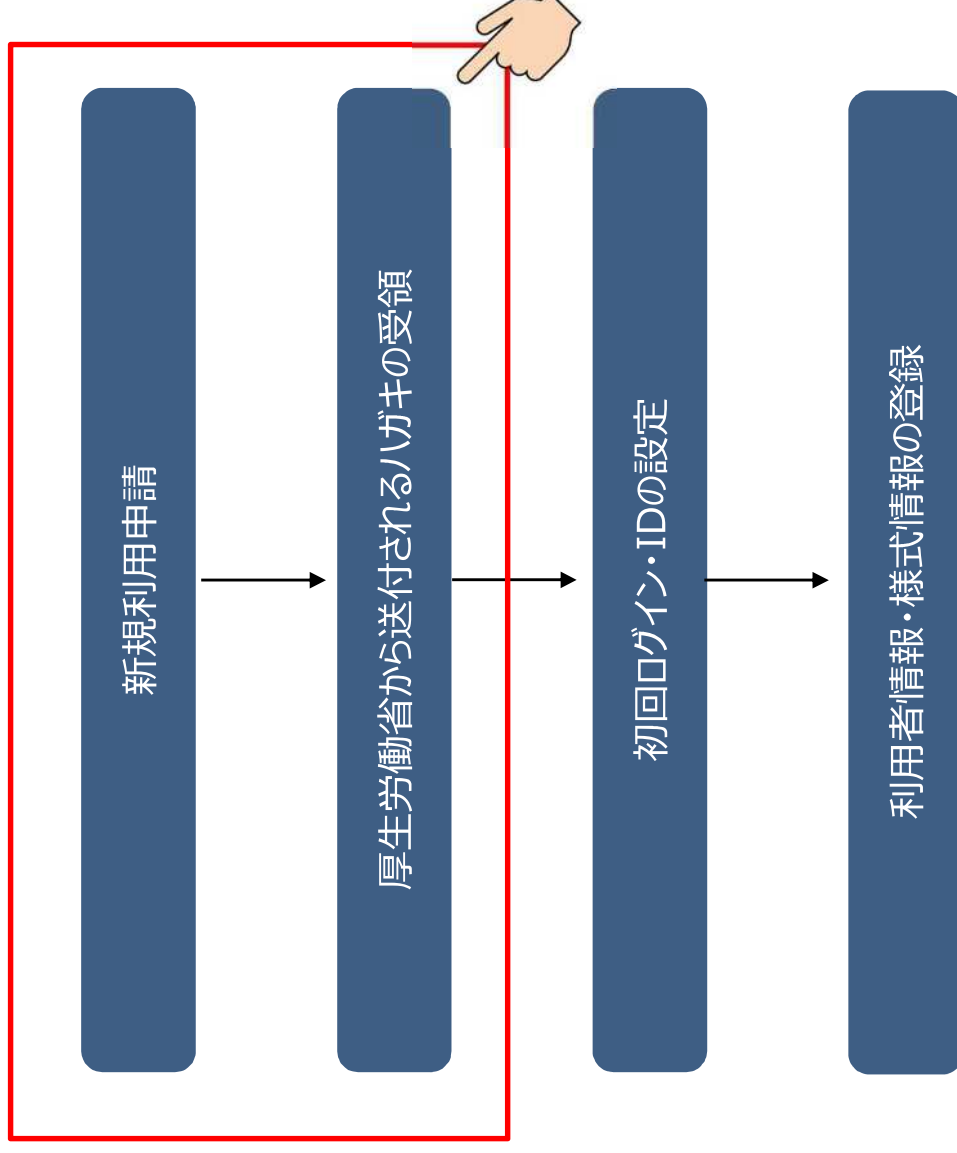 新規利用申請
厚生労働省から送付されるハガキの受領
初回ログイン・IDの設定
利用者情報・様式情報の登録